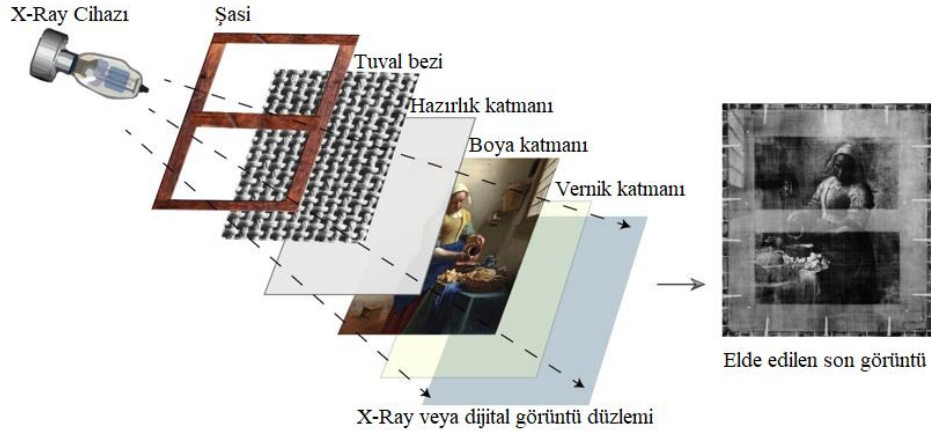 X-Ray Cihazı
Şasi
Tuval bezi
Hazırlık katmanı
Boya katmanı
Vernik katmanı
Elde edilen son görüntü
X-Ray veya dijital görüntü düzlemi